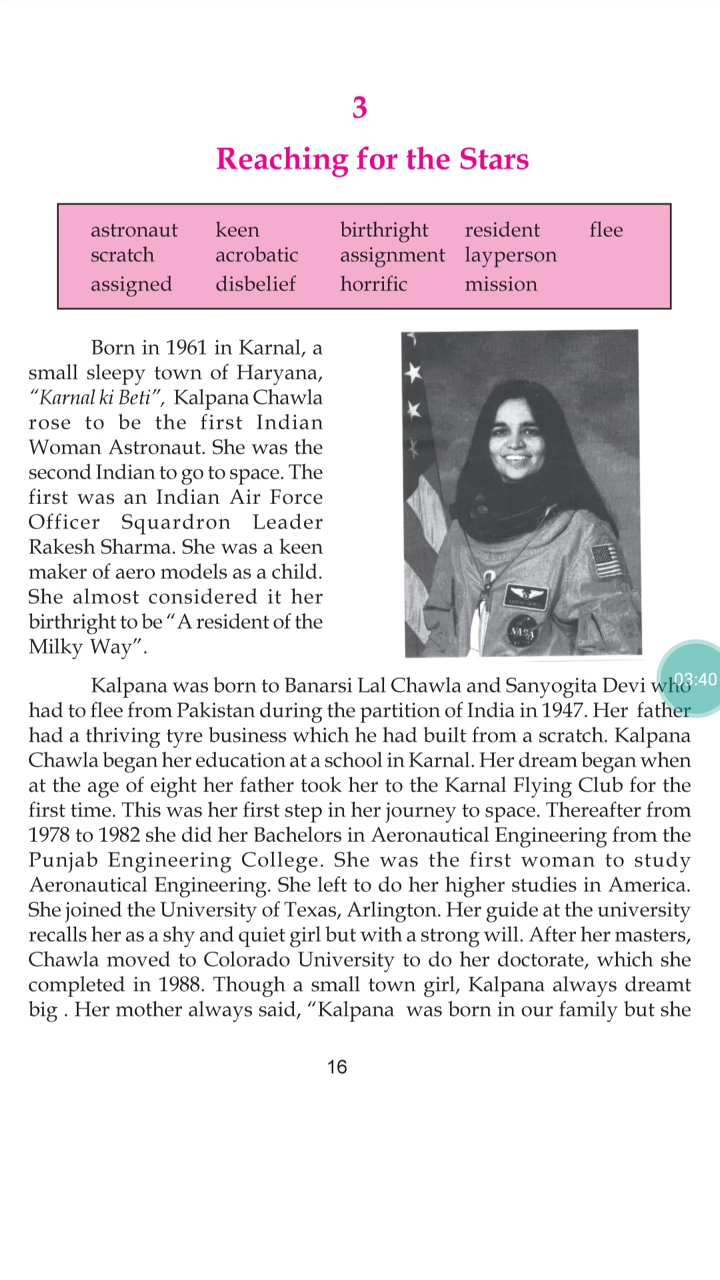 3
Reaching for the Stars
astronaut keen birthright resident flee
scratch acrobatic assignment layperson
assigned disbelief horrific mission
Born in 1961 in Karnal, a
small sleepy town of Haryana,
“Karnal ki Beti”, Kalpana Chawla
rose to be the first Indian
Woman Astronaut. She was the
second Indian to go to space. The
first was an Indian Air Force
Officer Squardron Leader
Rakesh Sharma. She was a keen
maker of aero models as a child.
She almost considered it her
birthright to be “A resident of the
Milky Way”.
NASA
Kalpana was born to Banarsi Lal Chawla and Sanyogita Devi who
03:40
had to flee from Pakistan during the partition of India in 1947. Her father
had a thriving tyre business which he had built from a scratch. Kalpana
Chawla began her education at a school in Karnal. Her dream began when
at the age of eight her father took her to the Karnal Flying Club for the
first time. This was her first step in her journey to space. Thereafter from
1978 to 1982 she did her Bachelors in Aeronautical Engineering from the
Punjab Engineering College. She was the first woman to study
Aeronautical Engineering. She left to do her higher studies in America.
She joined the University of Texas, Arlington. Her guide at the university
recalls her as a shy and quiet girl but with a strong will. After her masters,
Chawla moved to Colorado University to do her doctorate, which she
completed in 1988. Though a small town girl, Kalpana always dreamt
big . Her mother always said, “Kalpana was born in our family but she
16